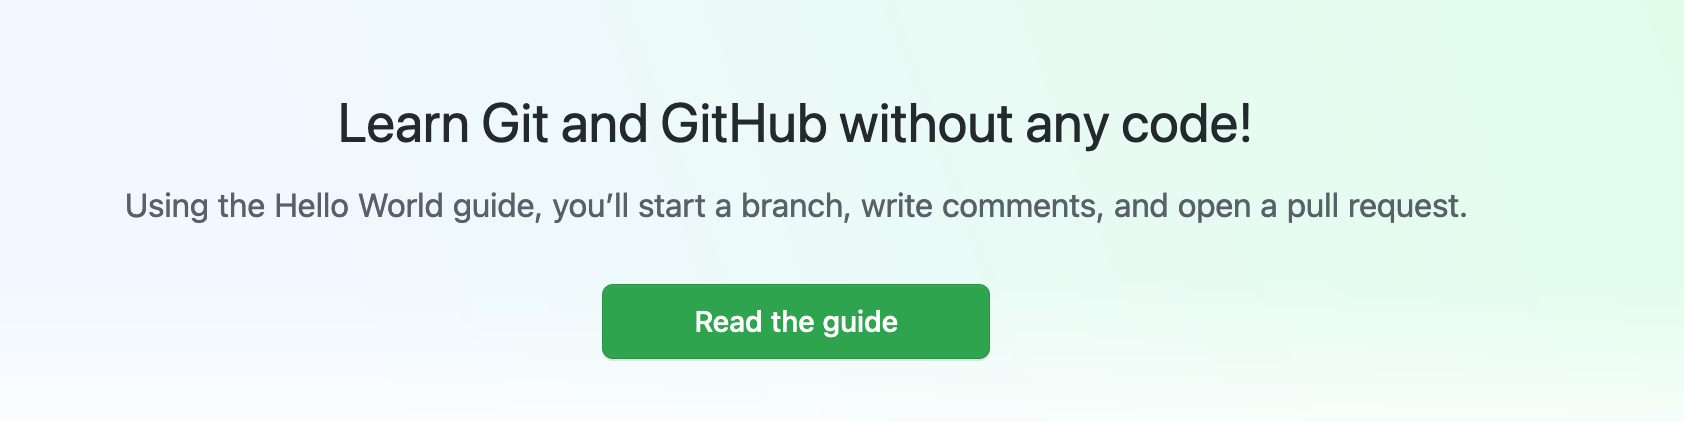 Learn Git and GitHub without any code!
Using the Hello World guide, you’ll start a branch, write comments, and open a pull request.
Read the guide